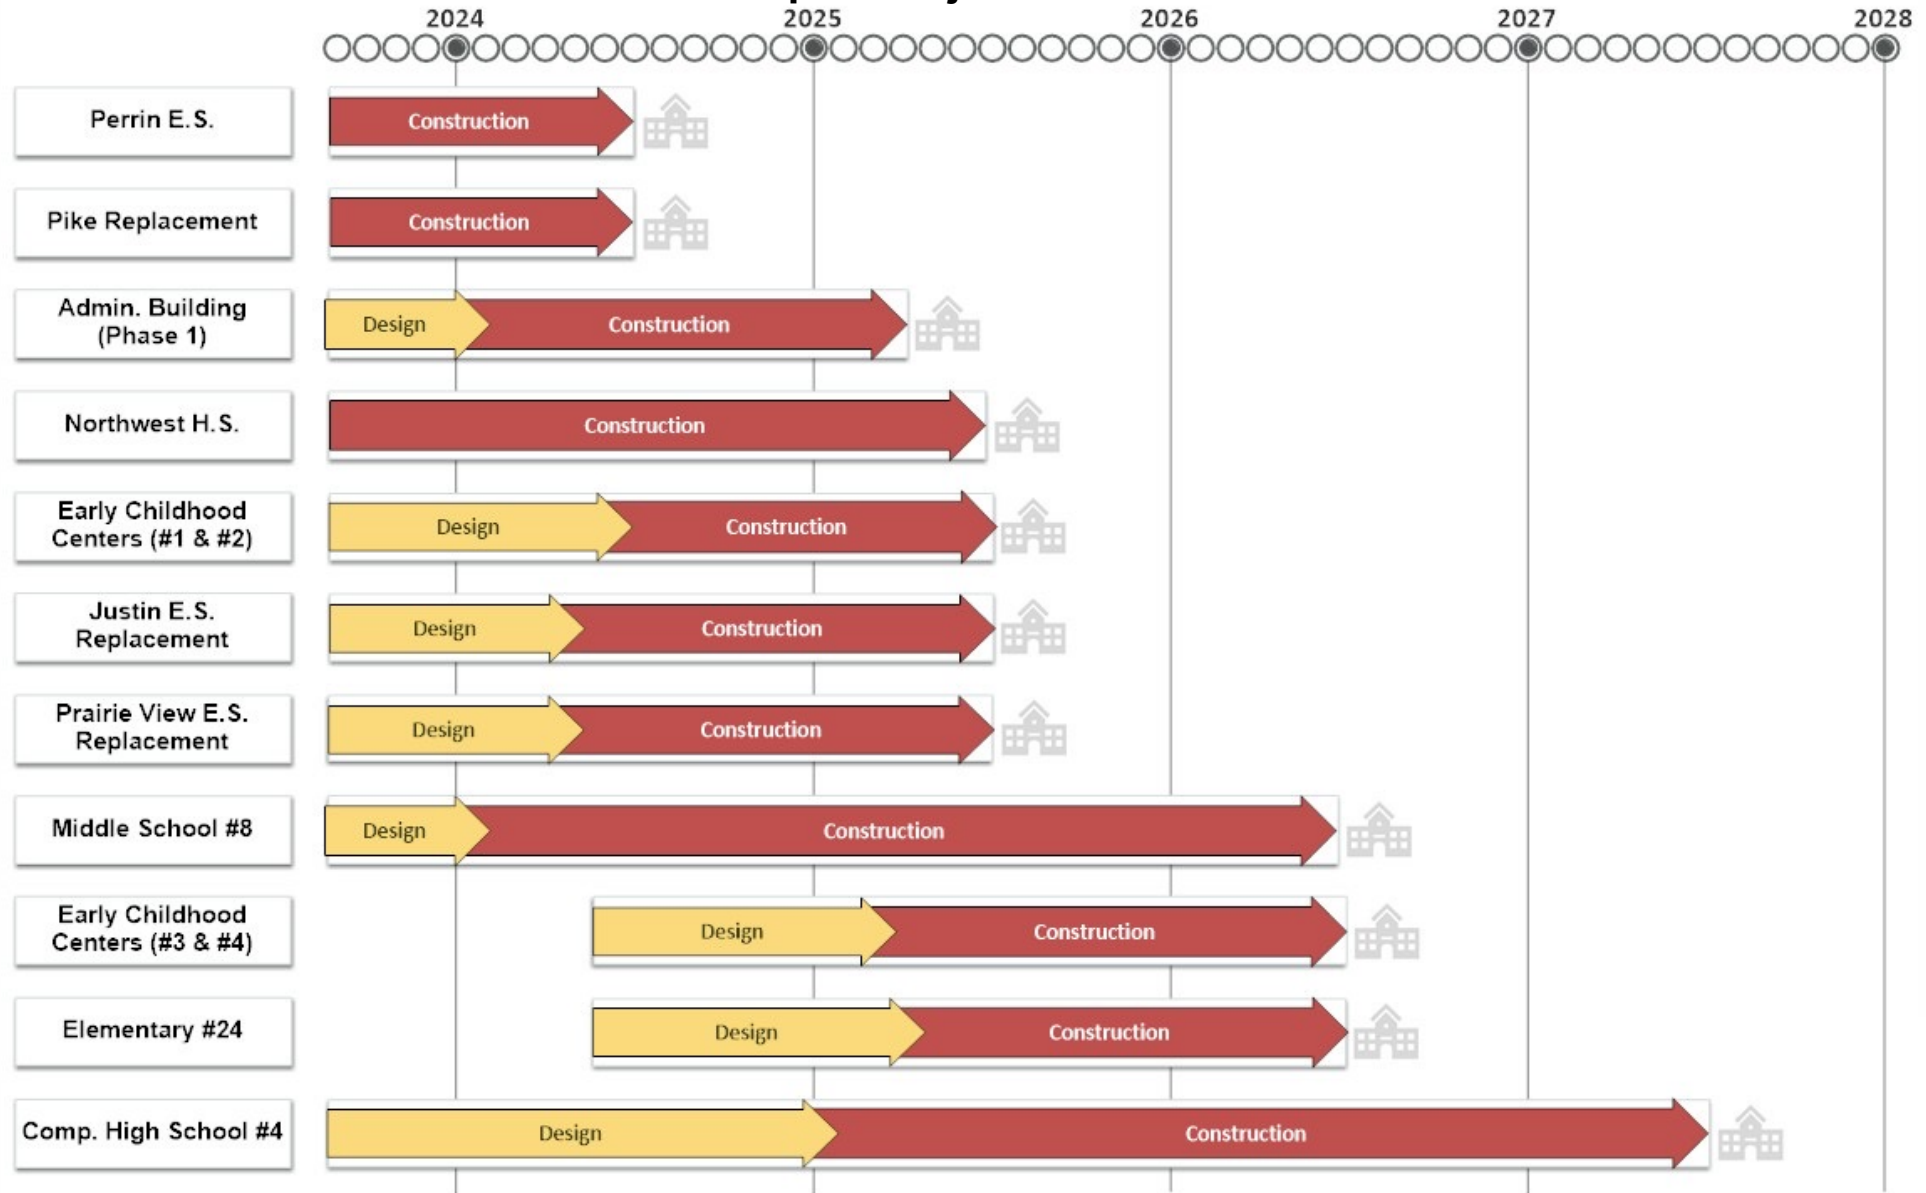 2024 2025 2026 2027 2028
Perrin E.S.
Construction
Pike Replacement
Construction
Admin. Building
(Phase 1)
Design Construction
Northwest H.S.
Construction
Early Childhood
Centers (#1 & #2)
Design Construction
Justin E.S.
Replacement
Design Construction
Prairie View E.S.
Replacement
Design Construction
Middle School #8
Design Construction
Early Childhood
Centers (#3 & #4)
Design Construction
Elementary #24
Design Construction
Comp. High School #4
Design Construction